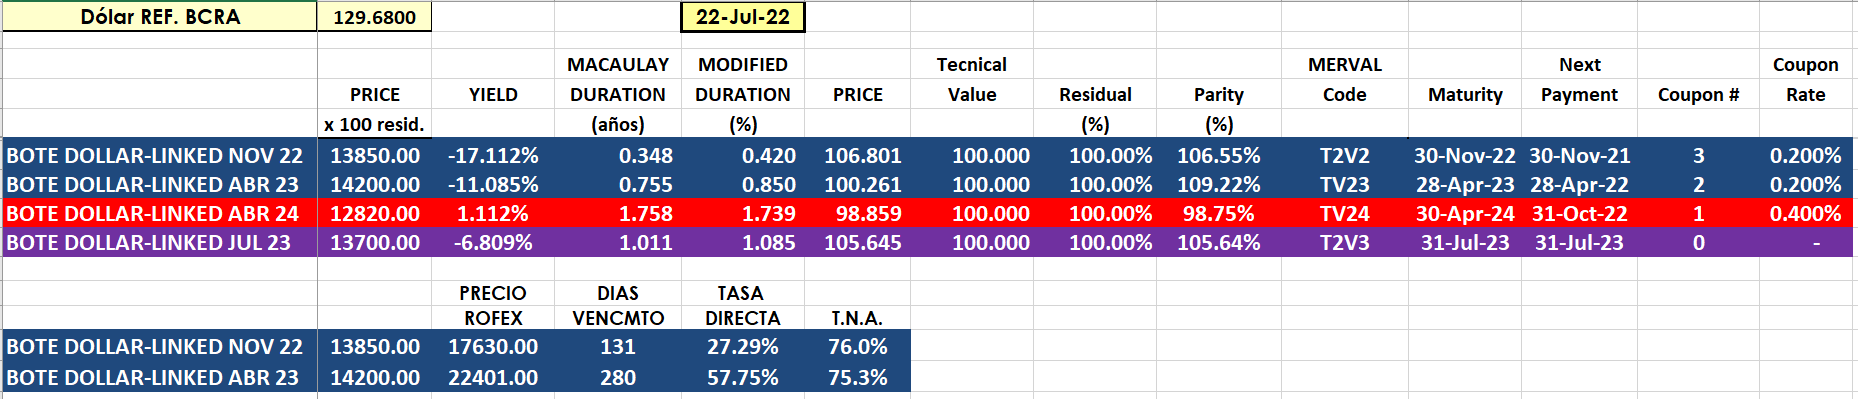 Dólar REF. BCRA 129.6800 22-Jul-22
MACAULAY MODIFIED Tecnical MERVAL Next Coupon
PRICE YIELD DURATION DURATION PRICE Value Residual Parity Code Maturity Payment Coupon # Rate
x 100 resid. (años) (%) (%) (%)
BOTE DOLLAR-LINKED NOV 22 13850.00 -17.112% 0.348 0.420 106.801 100.000 100.00% 106.55% T2V2 30-Nov-22 30-Nov-21 3 0.200%
BOTE DOLLAR-LINKED ABR 23 14200.00 -11.085% 0.755 0.850 100.261 100.000 100.00% 109.22% TV23 28-Apr-23 28-Apr-22 2 0.200%
BOTE DOLLAR-LINKED ABR 24 12820.00 1.112% 1.758 1.739 98.859 100.000 100.00% 98.75% TV24 30-Apr-24 31-Oct-22 1 0.400%
BOTE DOLLAR-LINKED JUL 23 13700.00 -6.809% 1.011 1.085 105.645 100.000 100.00% 105.64% T2V3 31-Jul-23 31-Jul-23 0 -
PRECIO DIAS TASA
ROFEX VENCMTO DIRECTA T.N.A.
BOTE DOLLAR-LINKED NOV 22 13850.00 17630.00 131 27.29% 76.0%
BOTE DOLLAR-LINKED ABR 23 14200.00 22401.00 280 57.75% 75.3%